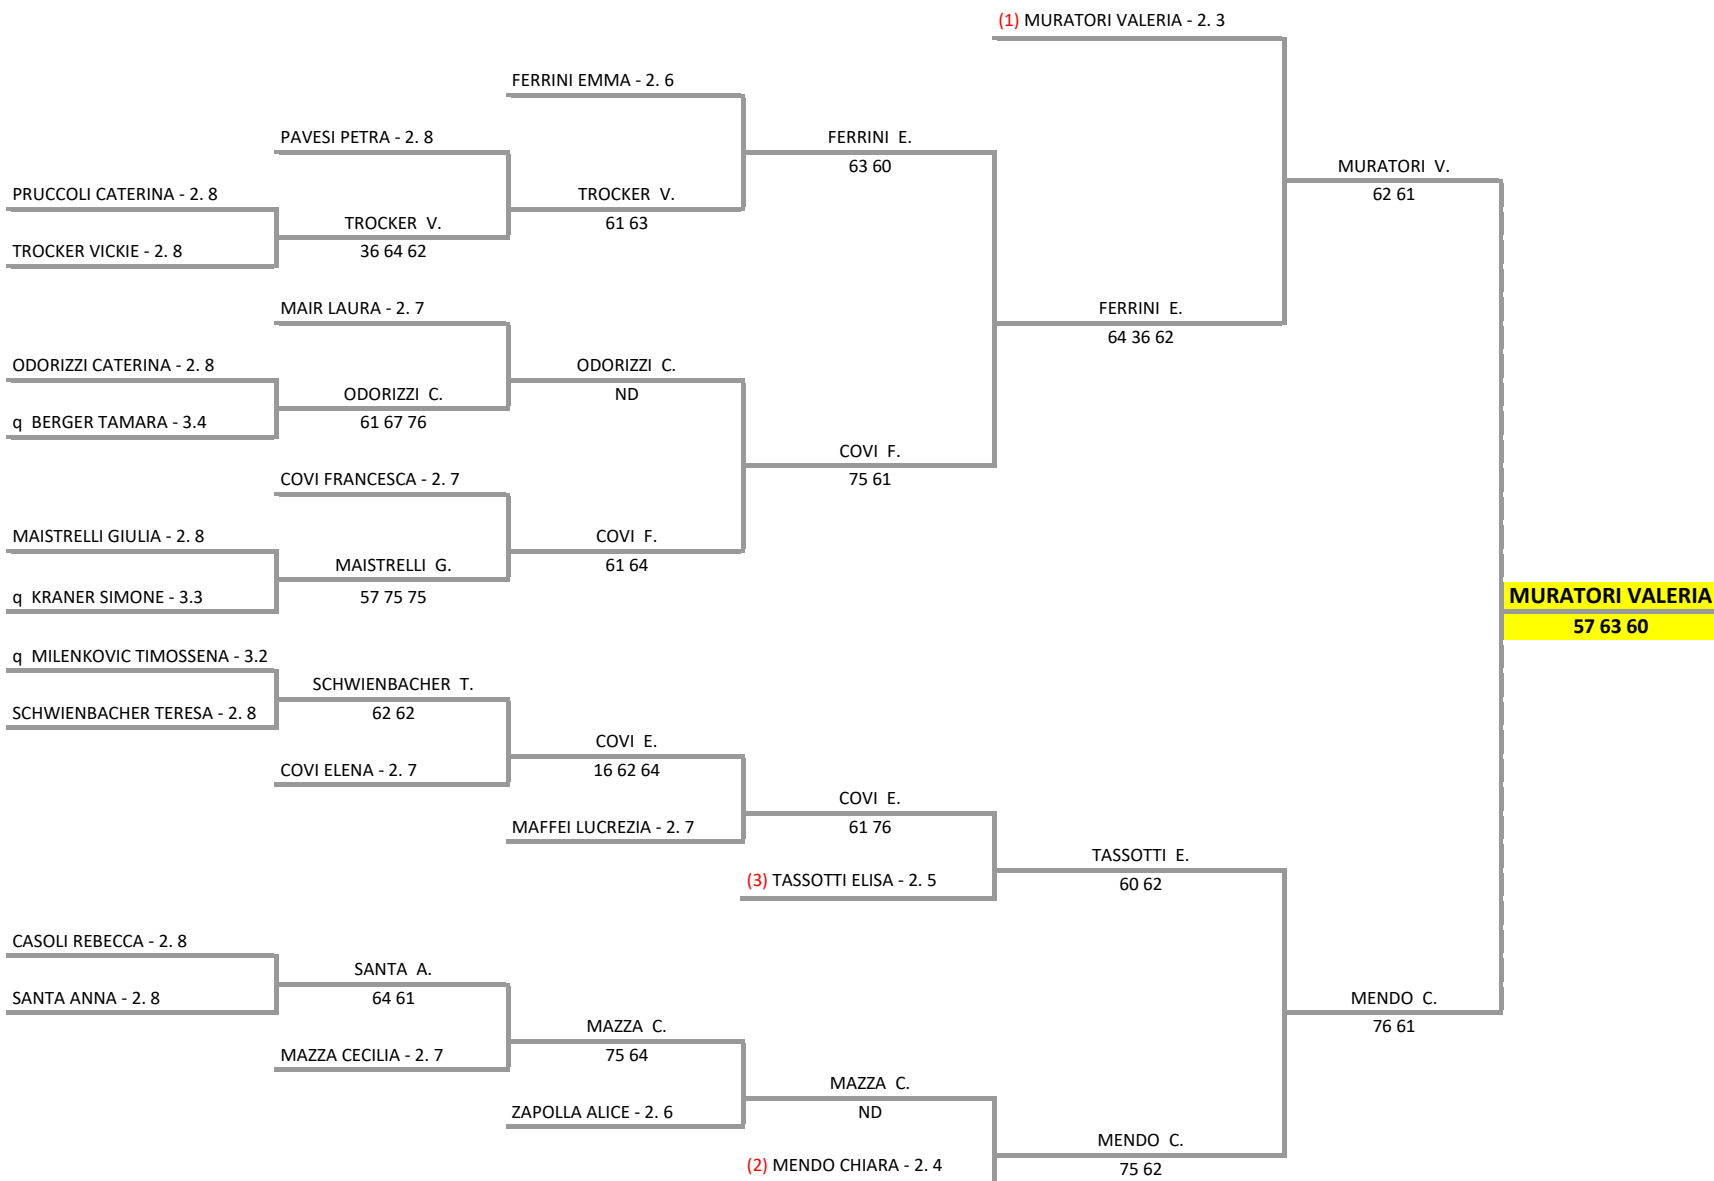 (1) MURATORI VALERIA - 2. 3
FERRINI EMMA - 2. 6
PAVESI PETRA - 2. 8
FERRINI E.
63 60
MURATORI V.
62 61
PRUCCOLI CATERINA - 2. 8
TROCKER V.
61 63
TROCKER V.
36 64 62
TROCKER VICKIE - 2. 8
MAIR LAURA - 2. 7
FERRINI E.
64 36 62
ODORIZZI CATERINA - 2. 8
ODORIZZI C.
ND
ODORIZZI C.
61 67 76
q BERGER TAMARA - 3.4
COVI F.
75 61
COVI FRANCESCA - 2. 7
MAISTRELLI GIULIA - 2. 8
COVI F.
61 64
MAISTRELLI G.
57 75 75
q KRANER SIMONE - 3.3
MURATORI VALERIA
57 63 60
q MILENKOVIC TIMOSSENA - 3.2
SCHWIENBACHER T.
62 62
SCHWIENBACHER TERESA - 2. 8
COVI E.
16 62 64
COVI ELENA - 2. 7
COVI E.
61 76
MAFFEI LUCREZIA - 2. 7
TASSOTTI E.
60 62
(3) TASSOTTI ELISA - 2. 5
CASOLI REBECCA - 2. 8
SANTA A.
64 61
SANTA ANNA - 2. 8
MENDO C.
76 61
MAZZA C.
75 64
MAZZA CECILIA - 2. 7
MAZZA C.
ND
ZAPOLLA ALICE - 2. 6
MENDO C.
75 62
(2) MENDO CHIARA - 2. 4